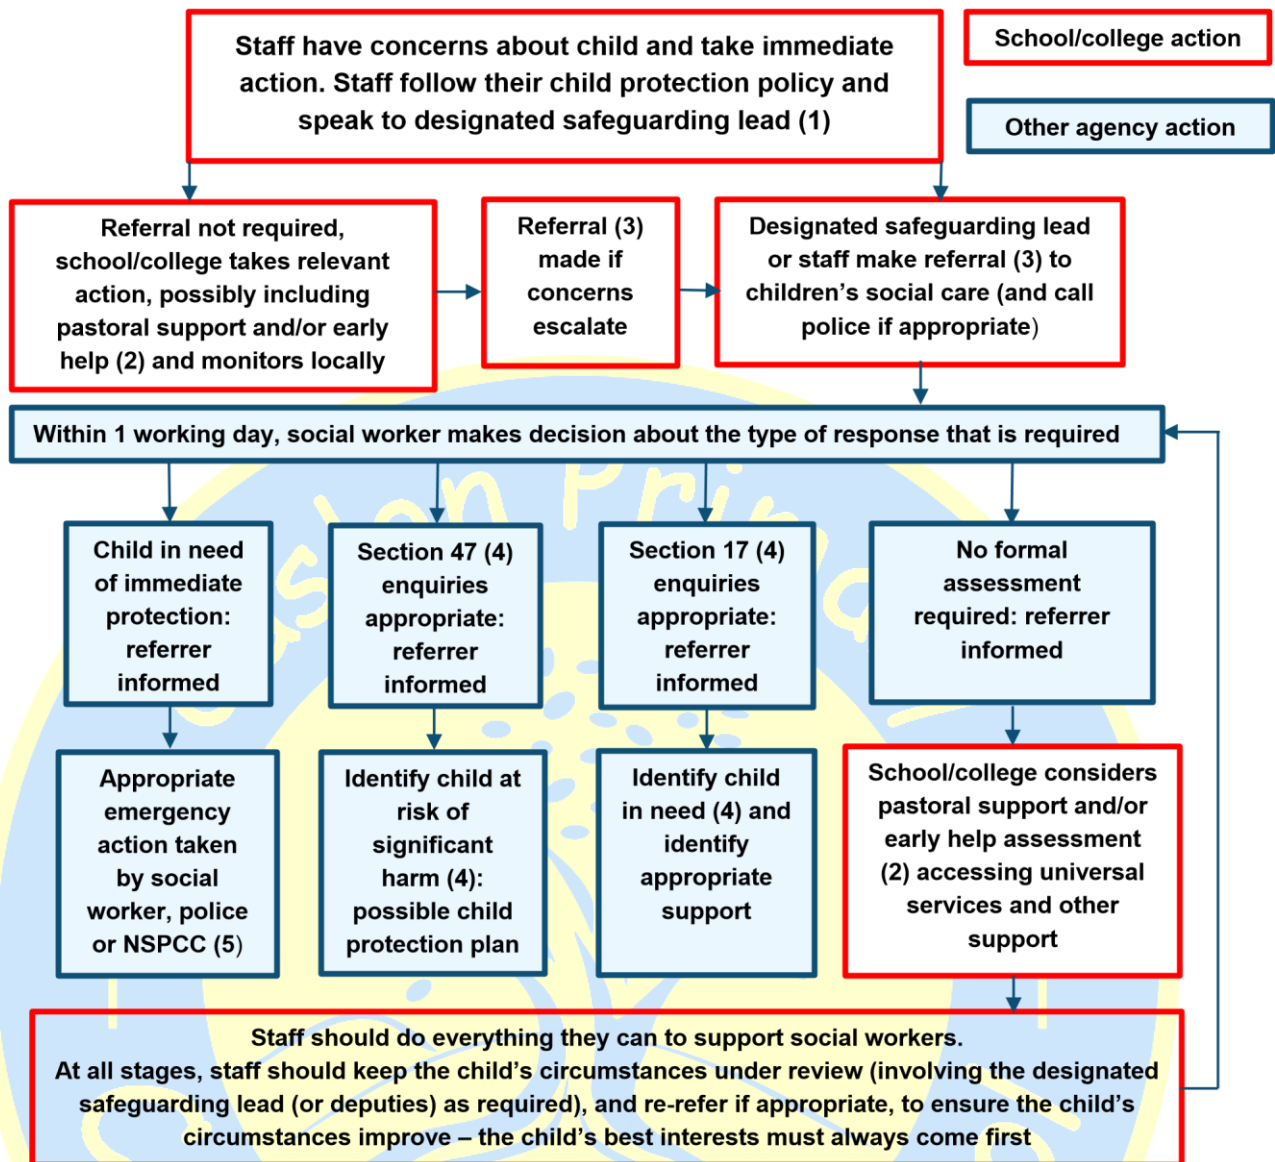 Staff have concerns about child and take immediate
action. Staff follow their child protection policy and
speak to designated safeguarding lead (1)
School/college action
Other agency action
Referral not required,
school/college takes relevant
action, possibly including
pastoral support and/or early
help (2) and monitors locally
Referral (3)
made if
concerns
escalate
Designated safeguarding lead
or staff make referral (3) to
children’s social care (and call
police if appropriate)
Within 1 working day, social worker makes decision about the type of response that is required
Child in need
of immediate
protection:
referrer
informed
Section 47 (4)
enquiries
appropriate:
referrer
informed
Section 17 (4)
enquiries
appropriate:
referrer
informed
No formal
assessment
required: referrer
informed
Appropriate
emergency
action taken
by social
worker, police
or NSPCC (5)
Identify child at
risk of
significant
harm (4):
possible child
protection plan
Identify child
in need (4) and
identify
appropriate
support
School/college considers
pastoral support and/or
early help assessment
(2) accessing universal
services and other
support
Staff should do everything they can to support social workers.
At all stages, staff should keep the child’s circumstances under review (involving the designated
safeguarding lead (or deputies) as required), and re-refer if appropriate, to ensure the child’s
circumstances improve – the child’s best interests must always come first